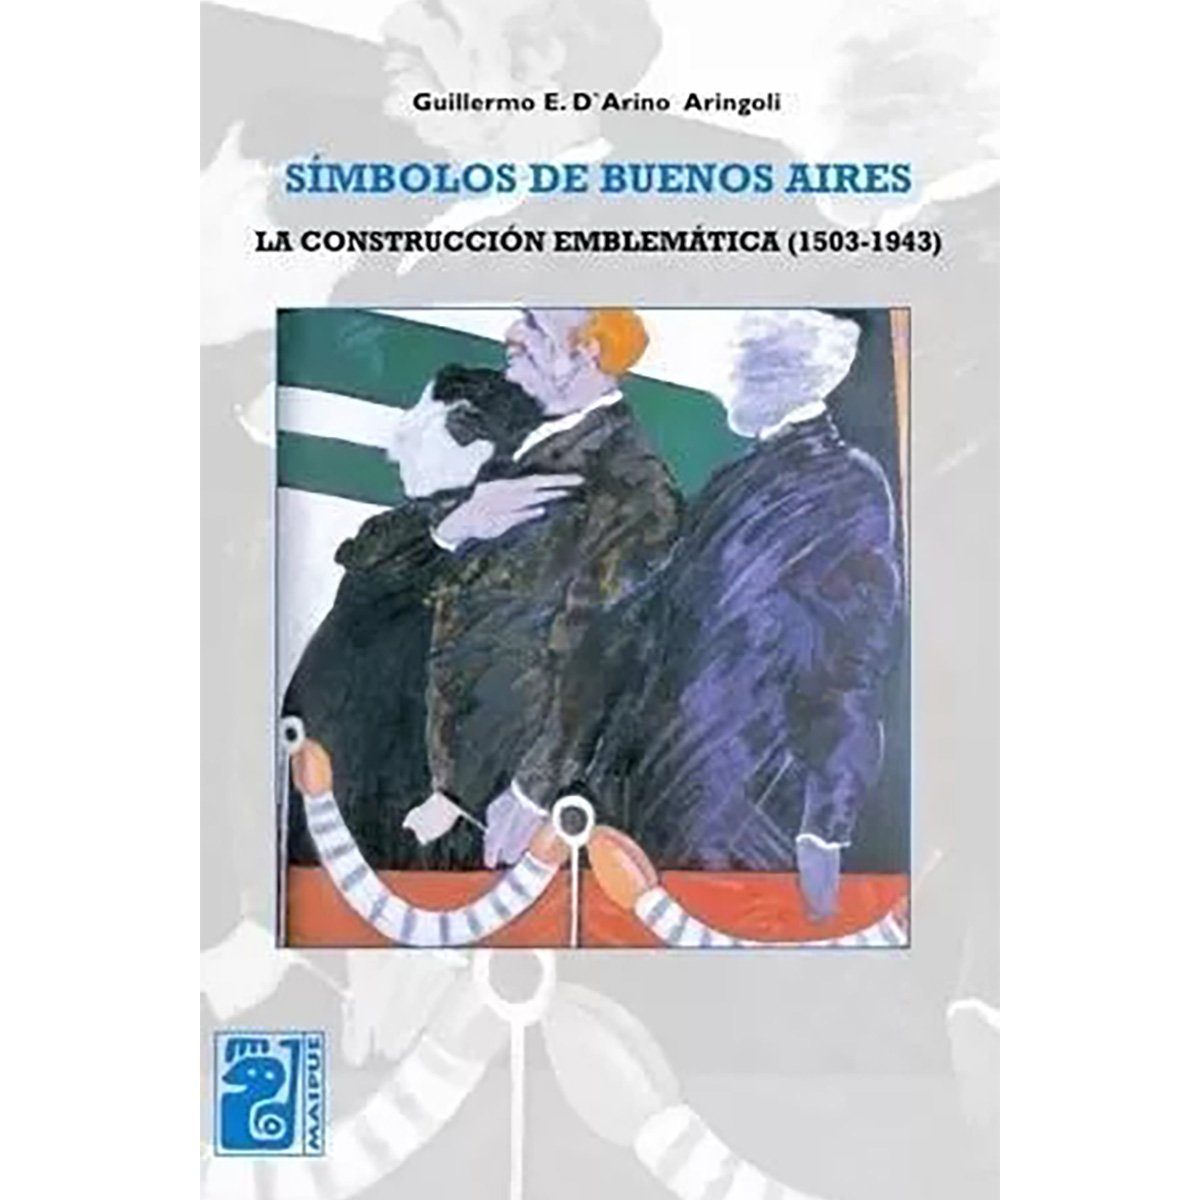 Guillermo E. D`Arino Aringoli
SÍMBOLOS DE BUENOS AIRES
LA CONSTRUCCIÓN EMBLEMÁTICA (1503-1943)
MAIPUE